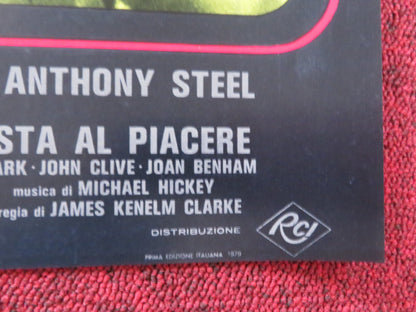 ANTHONY STEEL
STA AL PIACERE
ARK · JOHN CLIVE · JOAN BENHAM
musica di MICHAEL HICKEY
regia di JAMES KENELM CLARKE
DISTRIBUZIONE
RCI
PRIMA EDIZIONE ITALIANA 1979